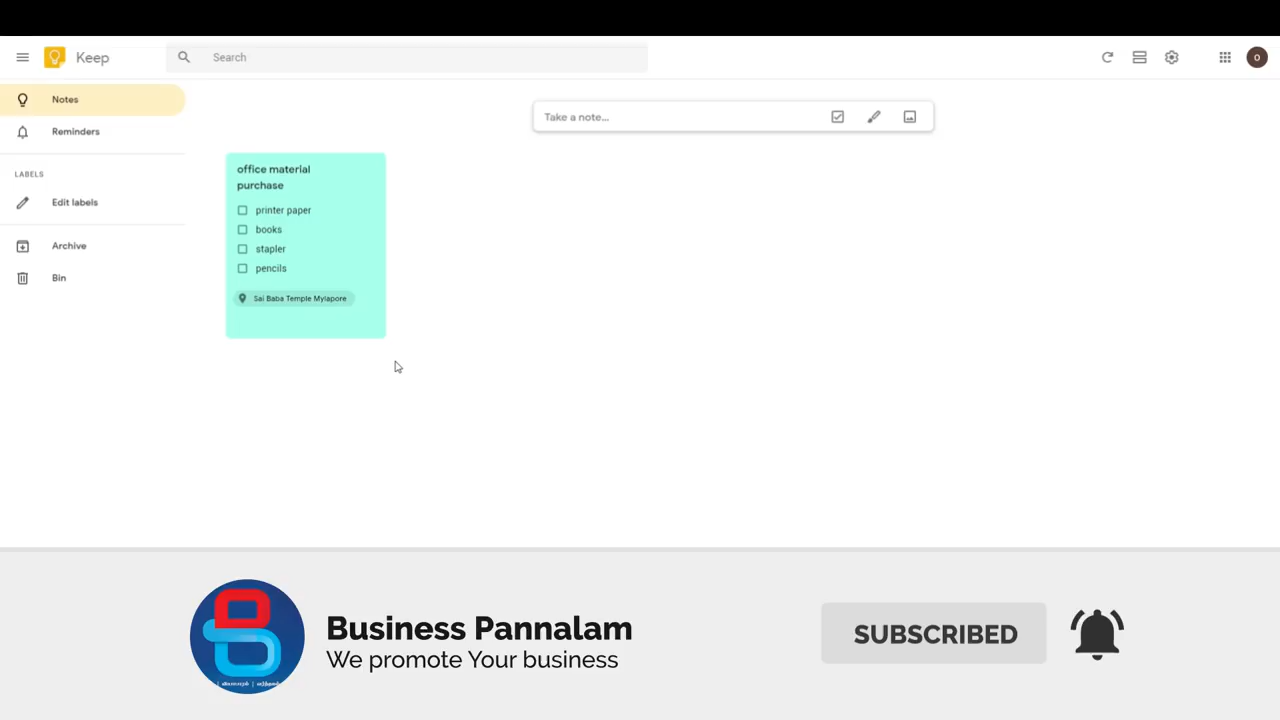 Keep
Search
O
Notes
Reminders
LABELS
Edit labels
Archive
Bin
Take a note...
office material
purchase
printer paper
books
stapler
pencils
Sai Baba Temple Mylapore
Business Pannalam
We promote Your business
SUBSCRIBED